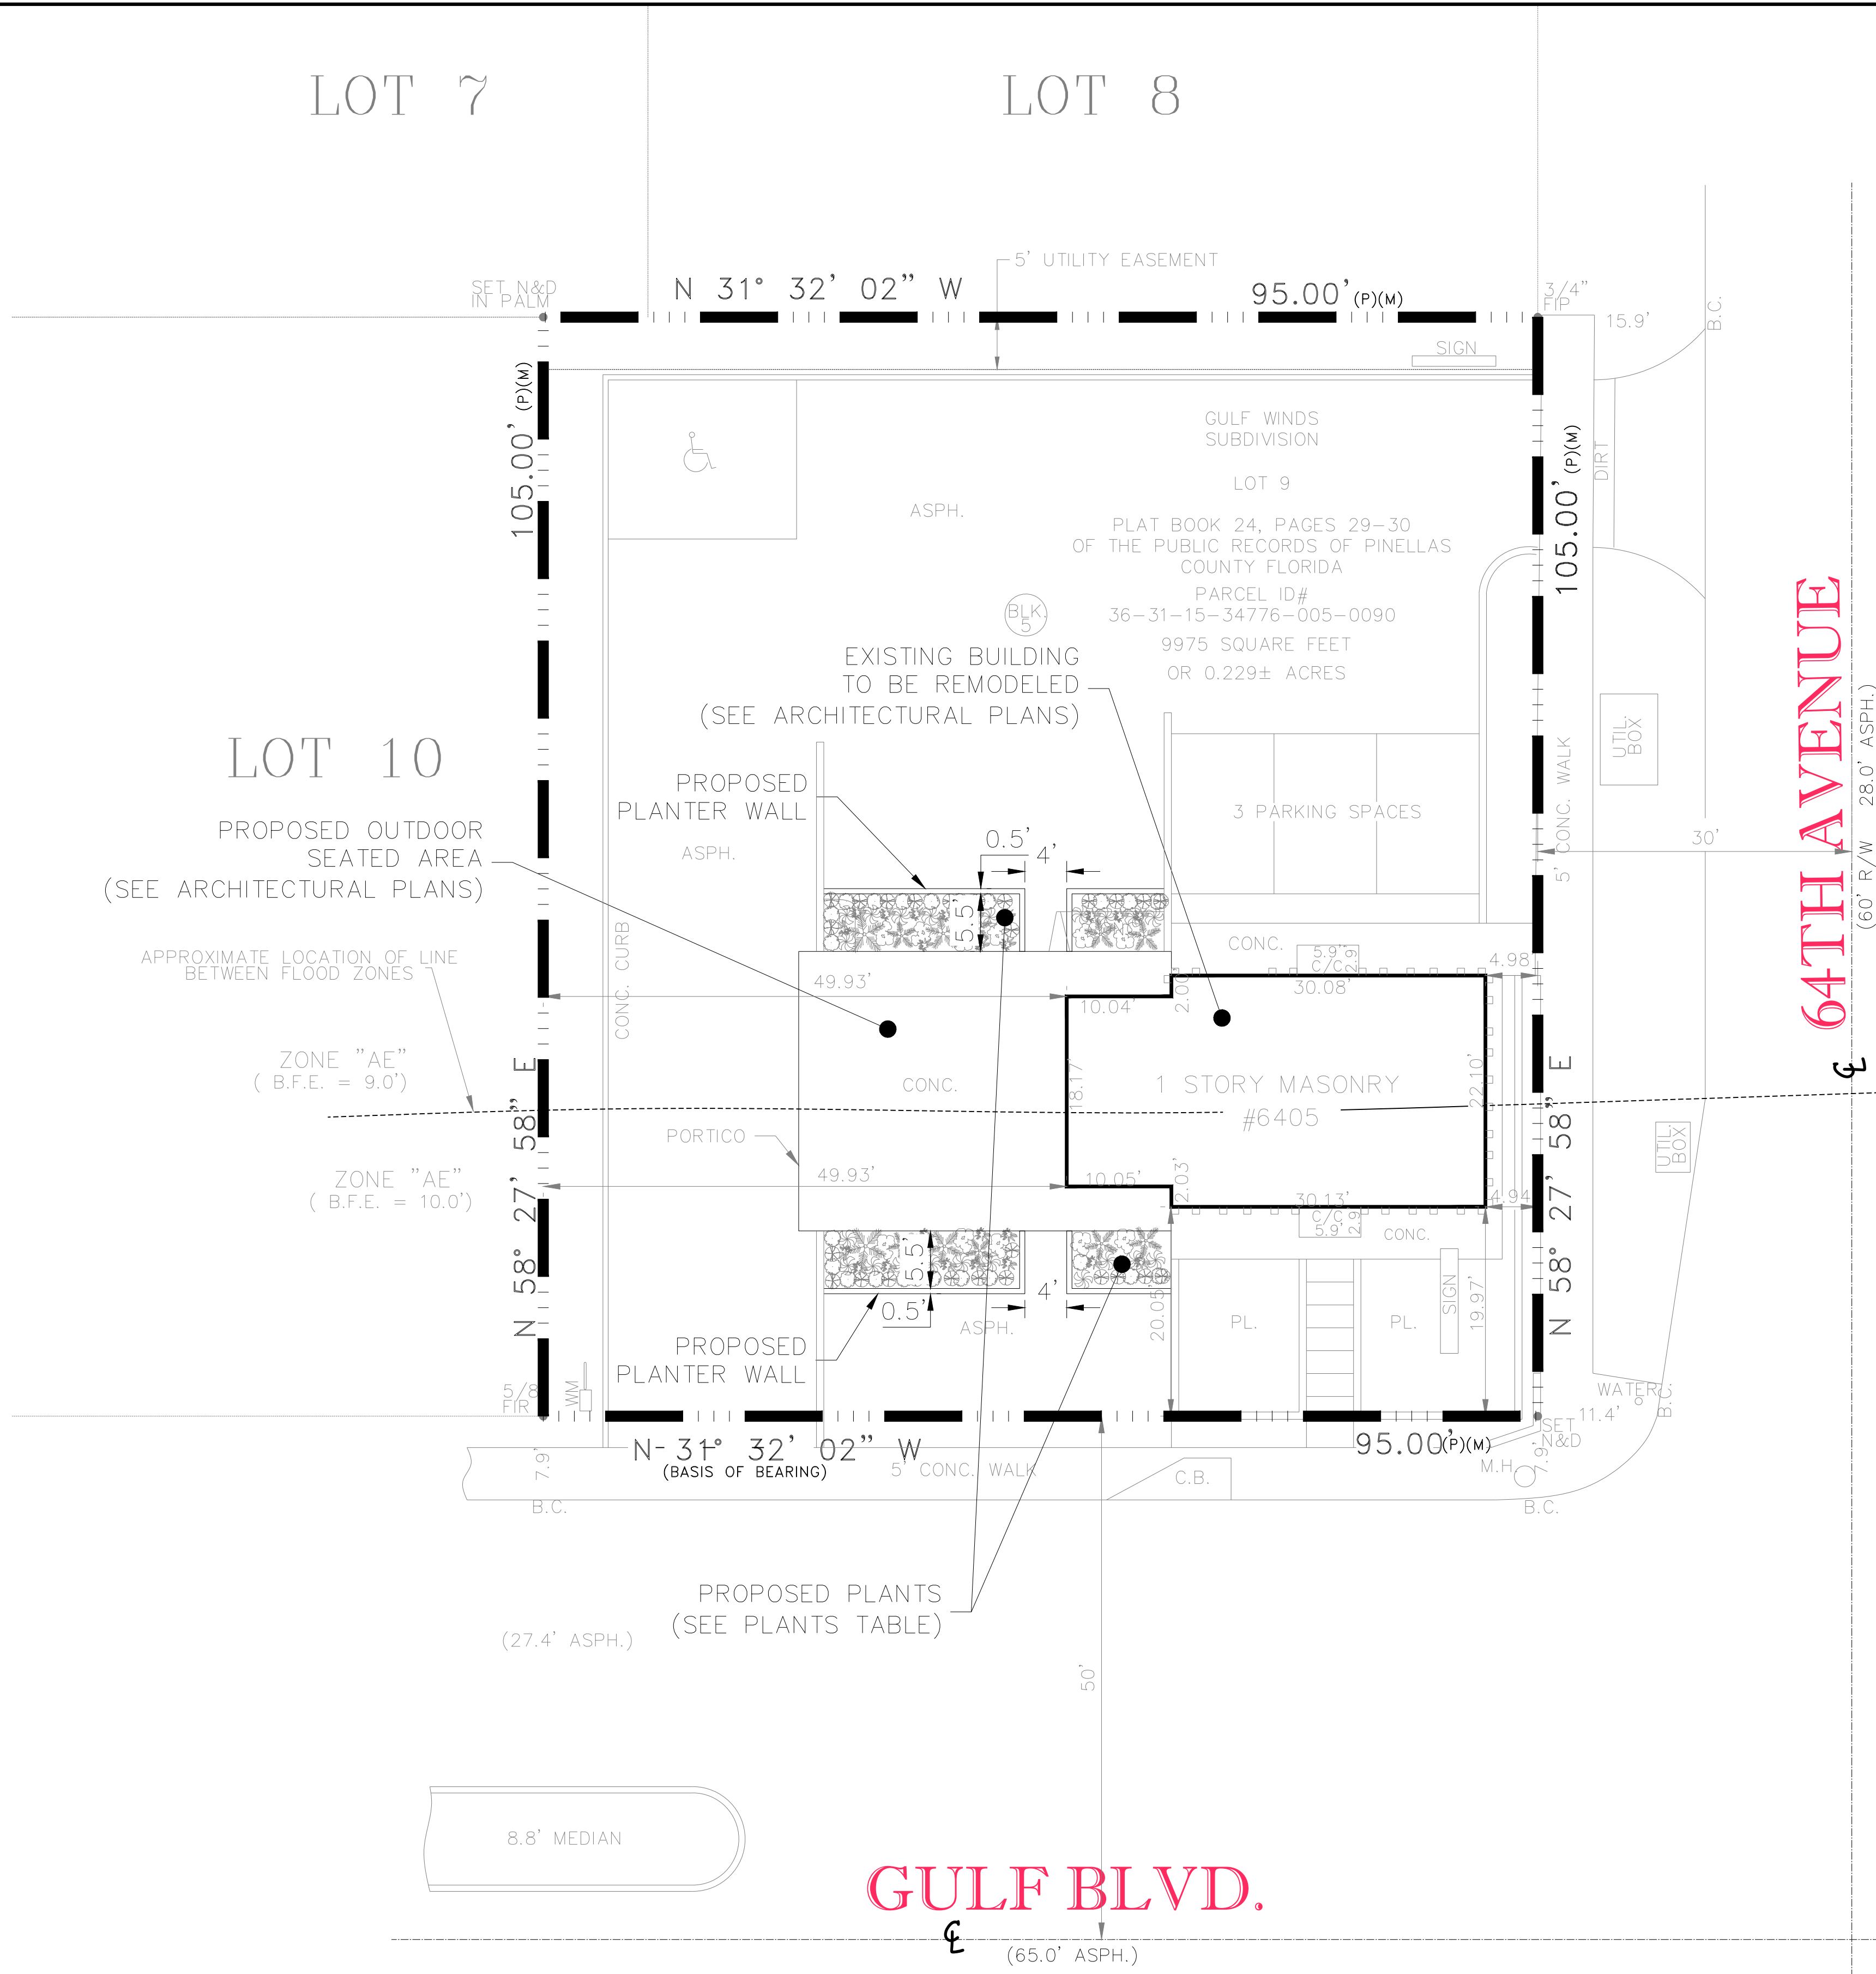 LOT 7
LOT 8
5' UTILITY EASEMENT
SET N&D
IN PALM
N 31° 32' 02" W
95.00' (P)(M)
3/4"
FIP
15.9'
B.C.
SIGN
105.00' (P)(M)
GULF WINDS
SUBDIVISION
LOT 9
ASPH.
PLAT BOOK 24, PAGES 29-30
OF THE PUBLIC RECORDS OF PINELLAS
COUNTY FLORIDA
PARCEL ID#
36-31-15-34776-005-0090
9975 SQUARE FEET
OR 0.229± ACRES
BLK.
5
105.00' (P)(M)
DIRT
EXISTING BUILDING
TO BE REMODELED
(SEE ARCHITECTURAL PLANS)
LOT 10
PROPOSED
PLANTER WALL
PROPOSED OUTDOOR
SEATED AREA
(SEE ARCHITECTURAL PLANS)
ASPH.
3 PARKING SPACES
5' CONC. WALK
UTIL.
BOX
30'
64TH AVENUE
(60' R/W 28.0' ASPH.)
0.5'
4'
5.5'
APPROXIMATE LOCATION OF LINE
BETWEEN FLOOD ZONES
CONC. CURB
CONC.
5.9'
C/C
2.9'
4.98'
49.93'
10.04'
2.00'
30.08'
ZONE "AE"
( B.F.E. = 9.0')
CONC.
18.17'
1 STORY MASONRY
#6405
22.10'
N 58° 27' 58" E
N 58° 27' 58" E
PORTICO
ZONE "AE"
( B.F.E. = 10.0')
49.93'
10.05'
2.03'
30.13'
C/C
5.9'
2.9'
4.94'
CONC.
UTIL.
BOX
5.5'
0.5'
4'
ASPH.
20.05'
PL.
PL.
SIGN
19.97'
PROPOSED
PLANTER WALL
5/8
FIR
WM
WATER
B.C.
11.4'
SET
N&D
N 31° 32' 02" W
(BASIS OF BEARING)
95.00' (P)(M)
7.9'
B.C.
5' CONC. WALK
C.B.
M.H.
7.9'
B.C.
PROPOSED PLANTS
(SEE PLANTS TABLE)
(27.4' ASPH.)
50'
8.8' MEDIAN
GULF BLVD.
(65.0' ASPH.)